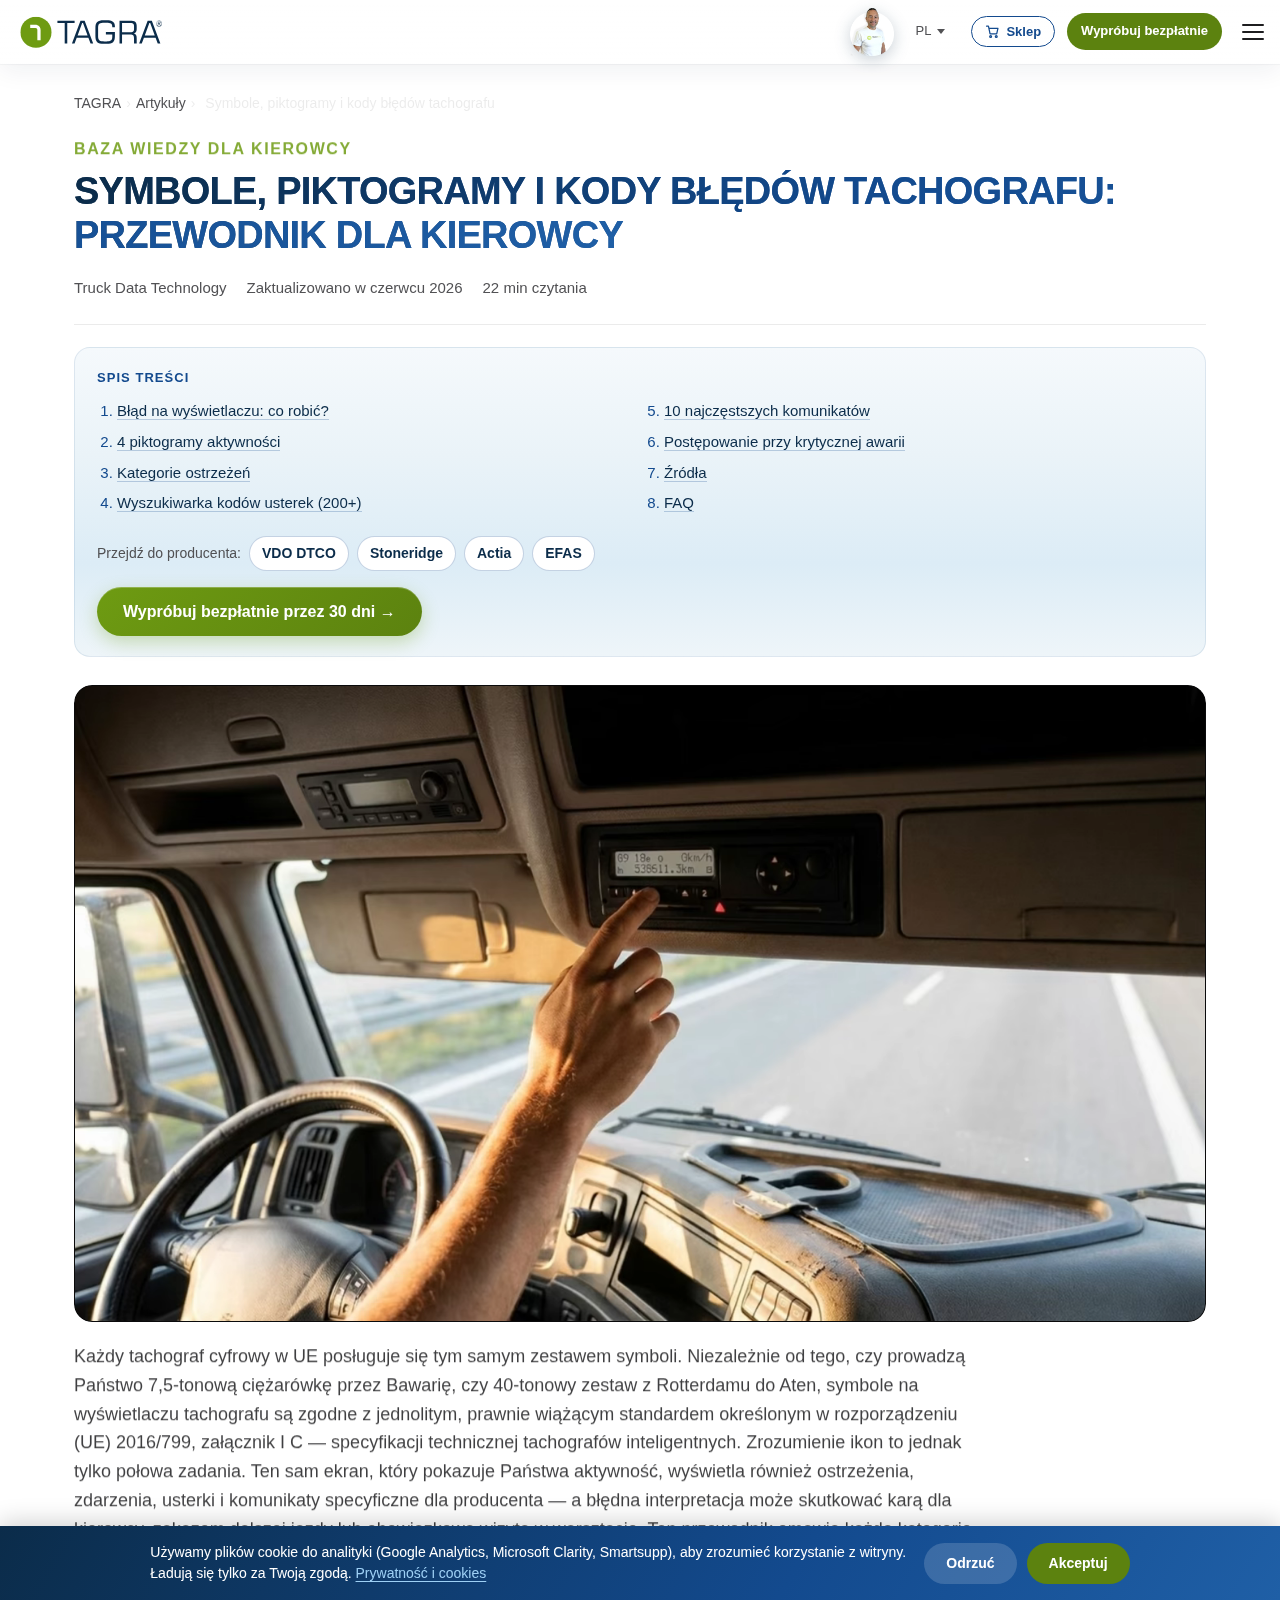 TAGRA®
PL
Sklep
Wypróbuj bezpłatnie
TAGRA › Artykuły › Symbole, piktogramy i kody błędów tachografu
BAZA WIEDZY DLA KIEROWCY
SYMBOLE, PIKTOGRAMY I KODY BŁĘDÓW TACHOGRAFU:
PRZEWODNIK DLA KIEROWCY
Truck Data Technology Zaktualizowano w czerwcu 2026 22 min czytania
SPIS TREŚCI
1. Błąd na wyświetlaczu: co robić?
2. 4 piktogramy aktywności
3. Kategorie ostrzeżeń
4. Wyszukiwarka kodów usterek (200+)
5. 10 najczęstszych komunikatów
6. Postępowanie przy krytycznej awarii
7. Źródła
8. FAQ
Przejdź do producenta: VDO DTCO Stoneridge Actia EFAS
Wypróbuj bezpłatnie przez 30 dni →
09 18 0km/h
538611.3km
Każdy tachograf cyfrowy w UE posługuje się tym samym zestawem symboli. Niezależnie od tego, czy prowadzą
Państwo 7,5-tonową ciężarówkę przez Bawarię, czy 40-tonowy zestaw z Rotterdamu do Aten, symbole na
wyświetlaczu tachografu są zgodne z jednolitym, prawnie wiążącym standardem określonym w rozporządzeniu
(UE) 2016/799, załącznik I C — specyfikacji technicznej tachografów inteligentnych. Zrozumienie ikon to jednak
tylko połowa zadania. Ten sam ekran, który pokazuje Państwa aktywność, wyświetla również ostrzeżenia,
zdarzenia, usterki i komunikaty specyficzne dla producenta — a błędna interpretacja może skutkować karą dla
Używamy plików cookie do analityki (Google Analytics, Microsoft Clarity, Smartsupp), aby zrozumieć korzystanie z witryny.
Ładują się tylko za Twoją zgodą. Prywatność i cookies
Odrzuć
Akceptuj